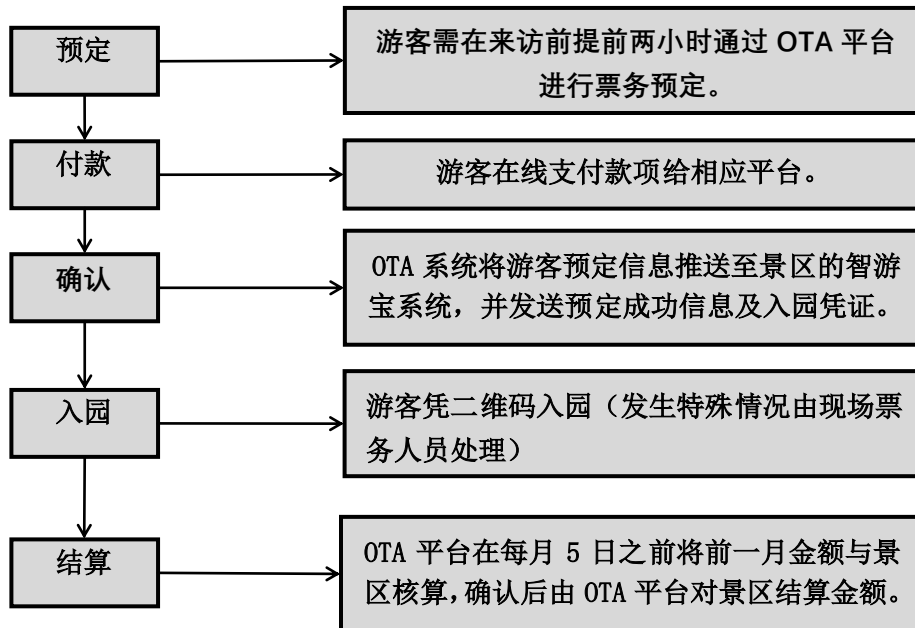 预定
游客需在来访前提前两小时通过 OTA 平台
进行票务预定。
付款
游客在线支付款项给相应平台。
确认
OTA 系统将游客预定信息推送至景区的智游
宝系统，并发送预定成功信息及入园凭证。
入园
游客凭二维码入园（发生特殊情况由现场票
务人员处理）
结算
OTA 平台在每月 5 日之前将前一月金额与景
区核算，确认后由 OTA 平台对景区结算金额。